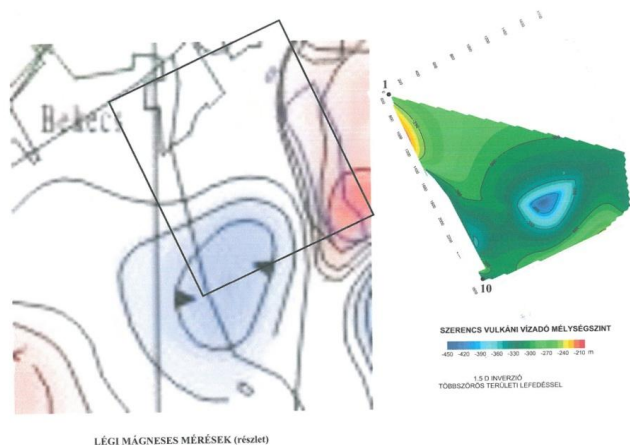 Bekecs
1
10
SZERENCS VULKÁNI VÍZADÓ MÉLYSÉGSZINT
-450 -420 -390 -360 -330 -300 -270 -240 -210 m
1,5 D INVERZIÓ
TÖBBSZÖRÖS TERÜLETI LEFEDÉSSEL
LÉGI MÁGNESES MÉRÉSEK (részlet)